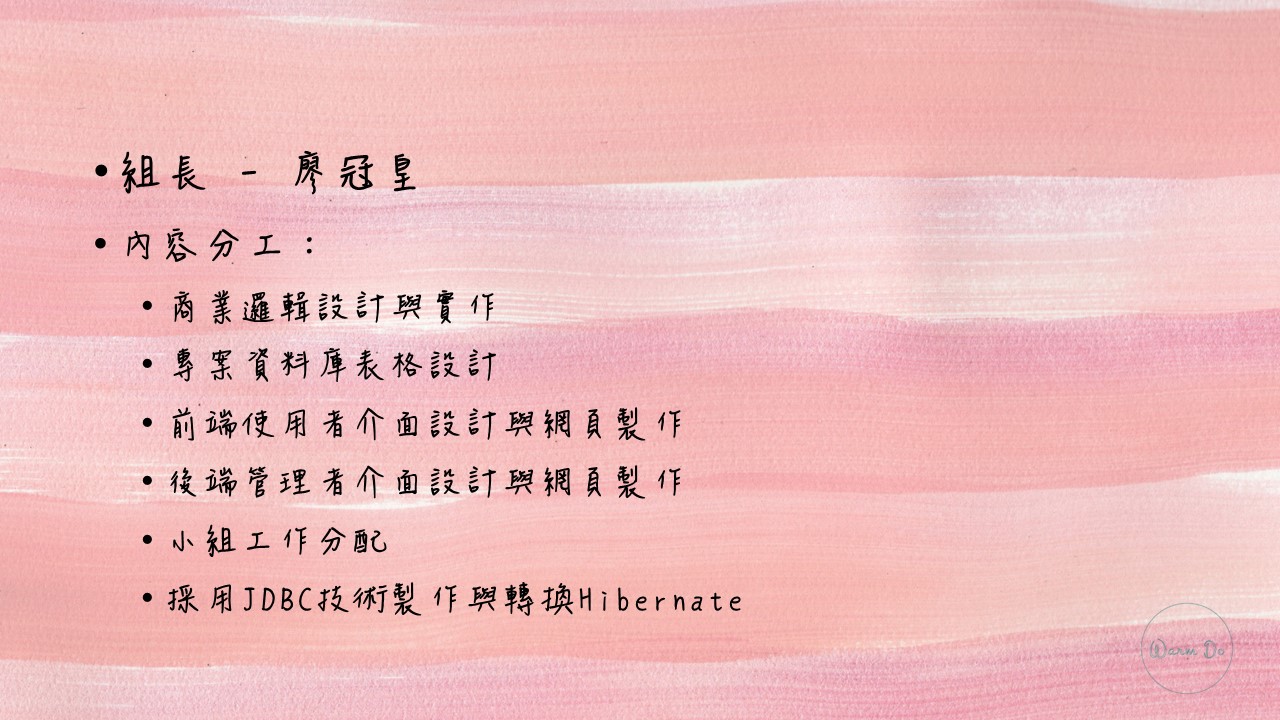 •組長 - 廖冠皇
•內容分工：
•商業邏輯設計與實作
•專案資料庫表格設計
•前端使用者介面設計與網頁製作
•後端管理者介面設計與網頁製作
•小組工作分配
•採用JDBC技術製作與轉換Hibernate
Warm Do